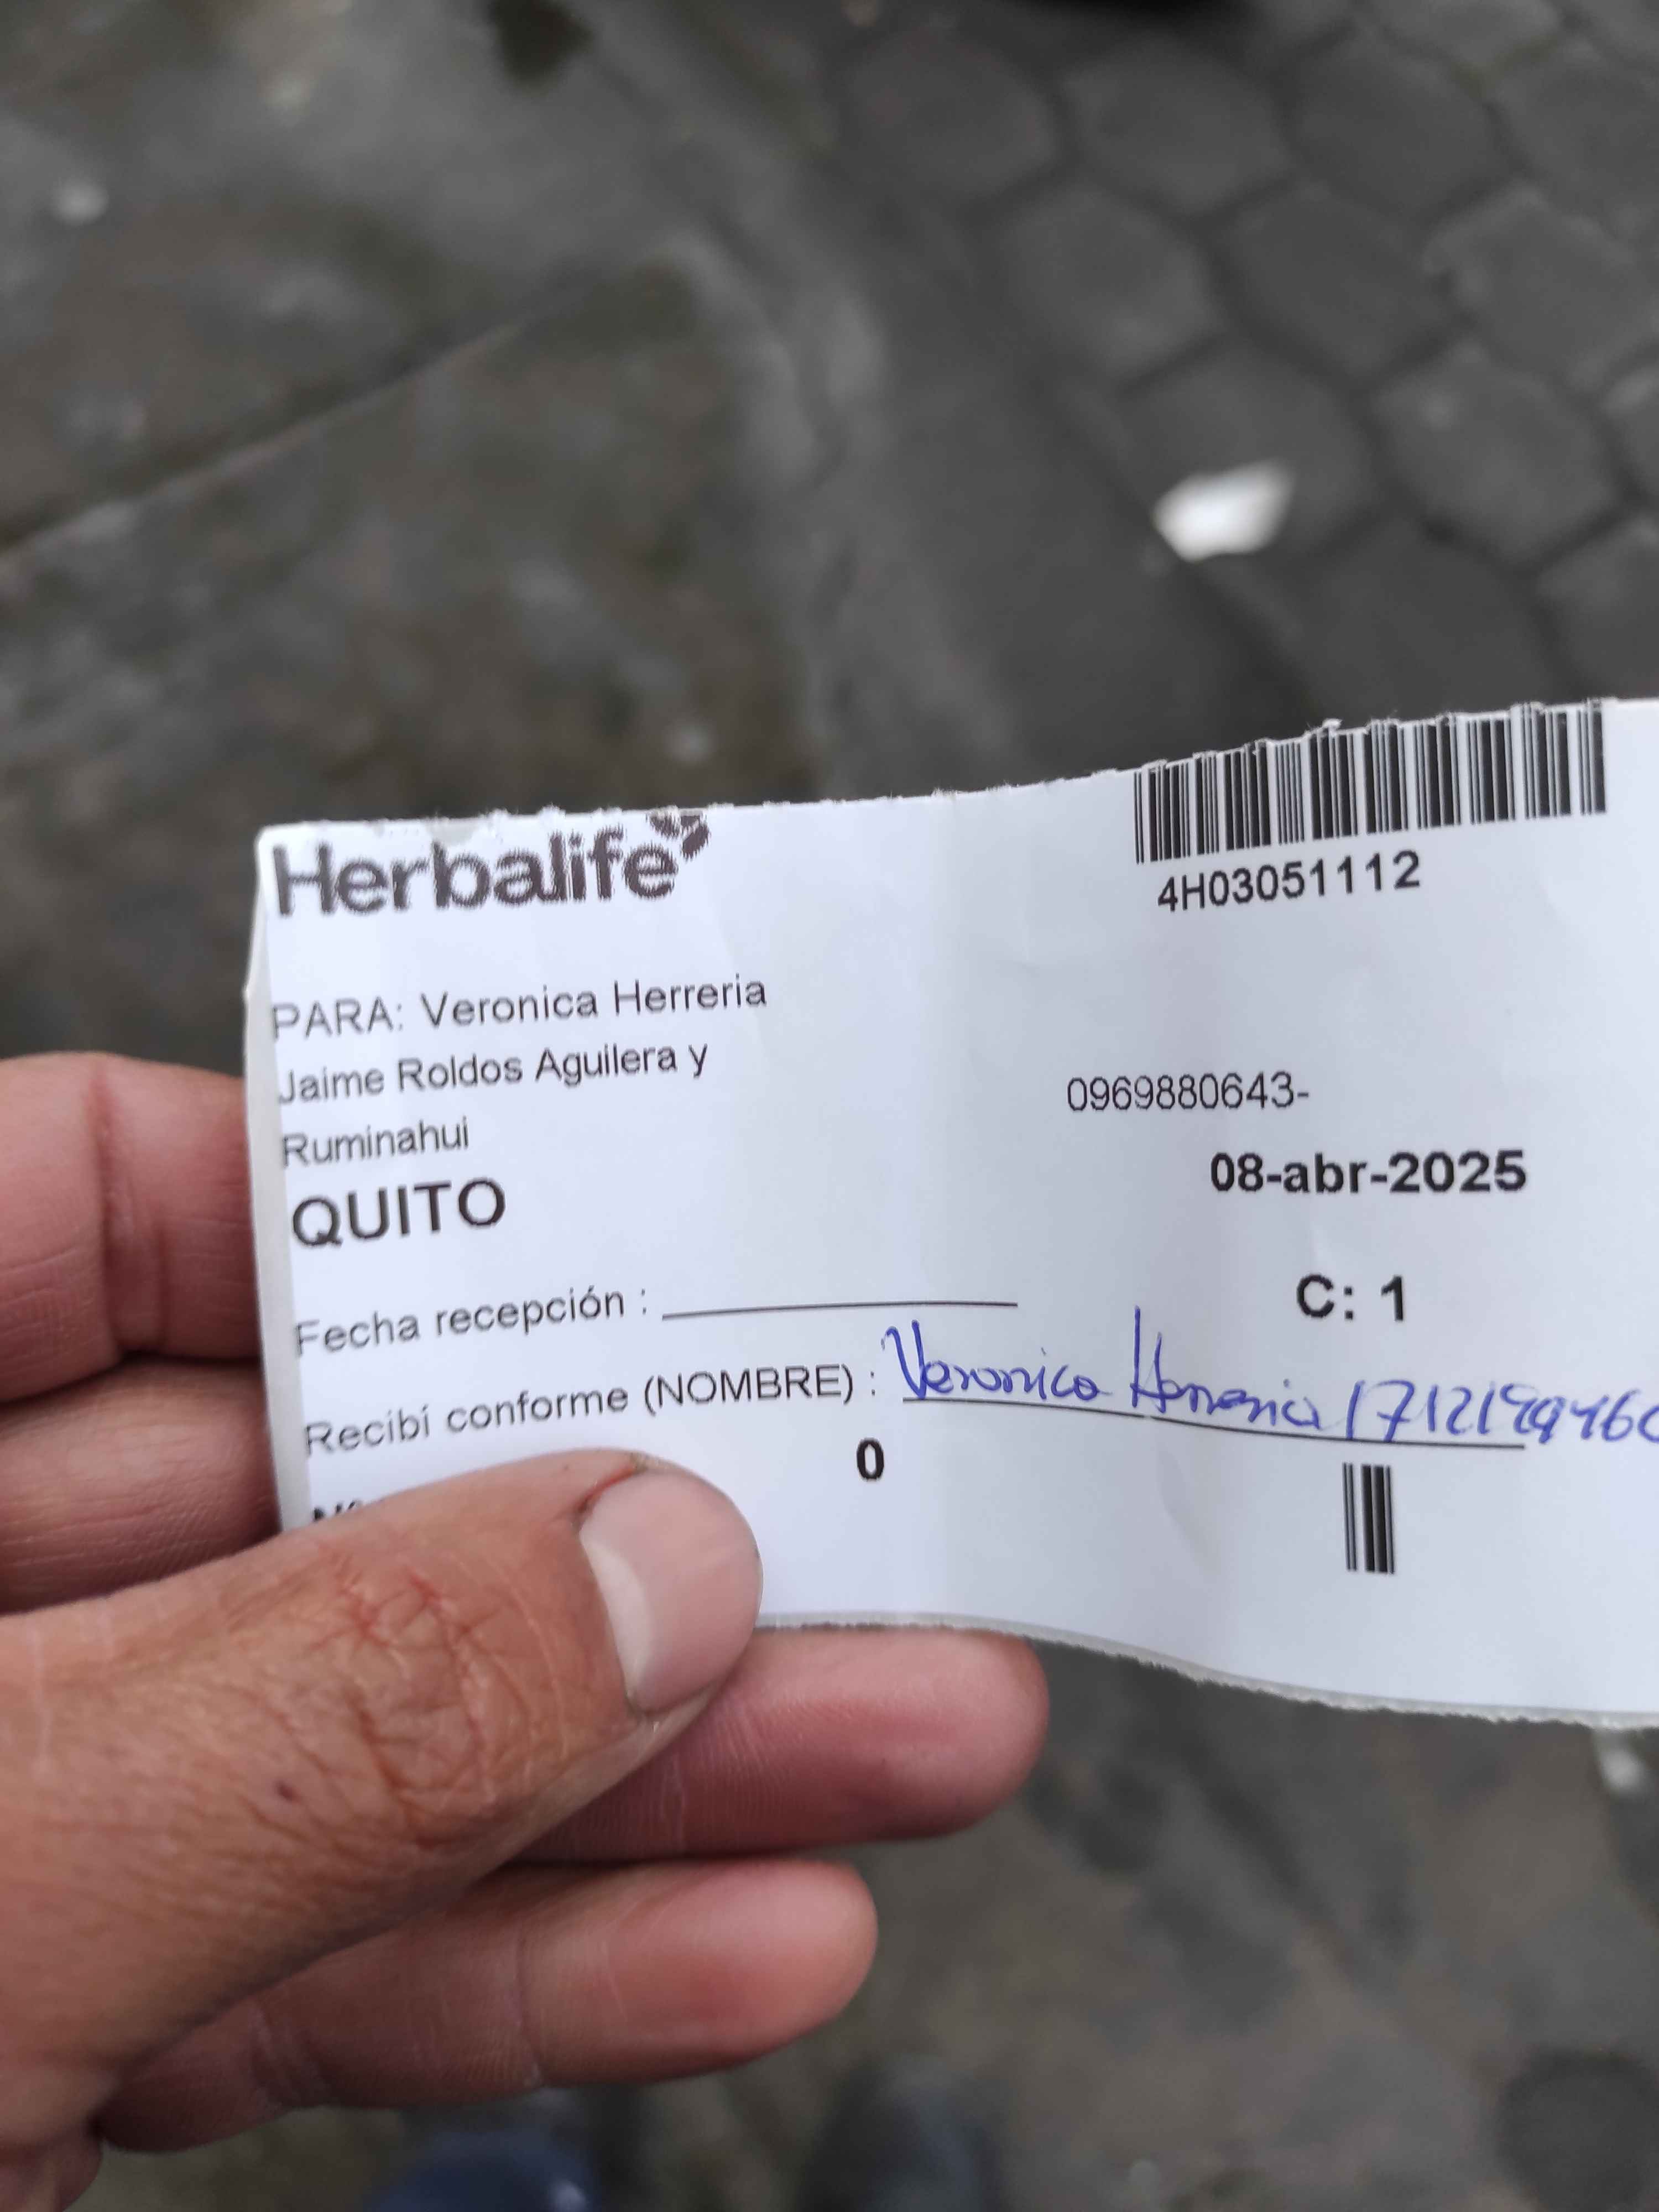 Herbalife
4H03051112
PARA: Veronica Herreria
Jaime Roldos Aguilera y
Ruminahui
0969880643-
QUITO
08-abr-2025
C: 1
Fecha recepción :
Recibí conforme (NOMBRE) : Veronica Herreria
0